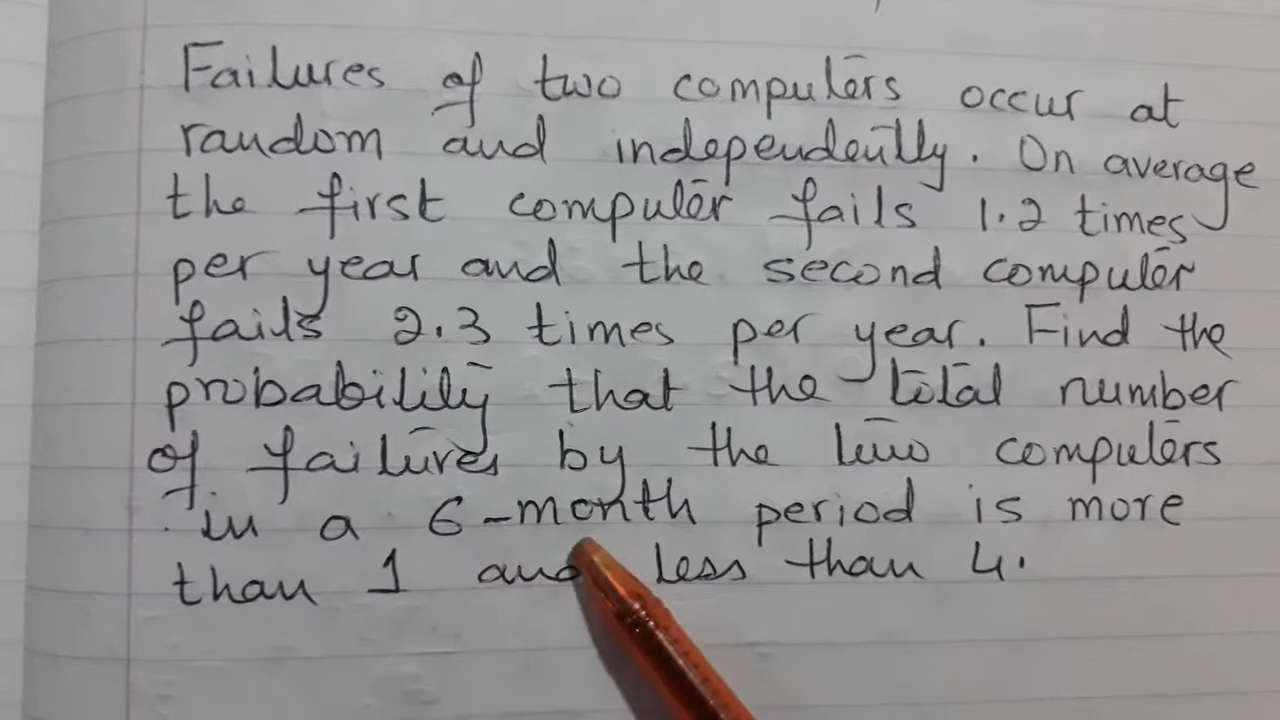 Failures of two computers occur at
random and independently. On average
the first computer fails 1.2 times
per year and the second computer
fails 2.3 times per year. Find the
probability that the total number
of failures by the two computers
in a 6-month period is more
than 1 and less than 4.